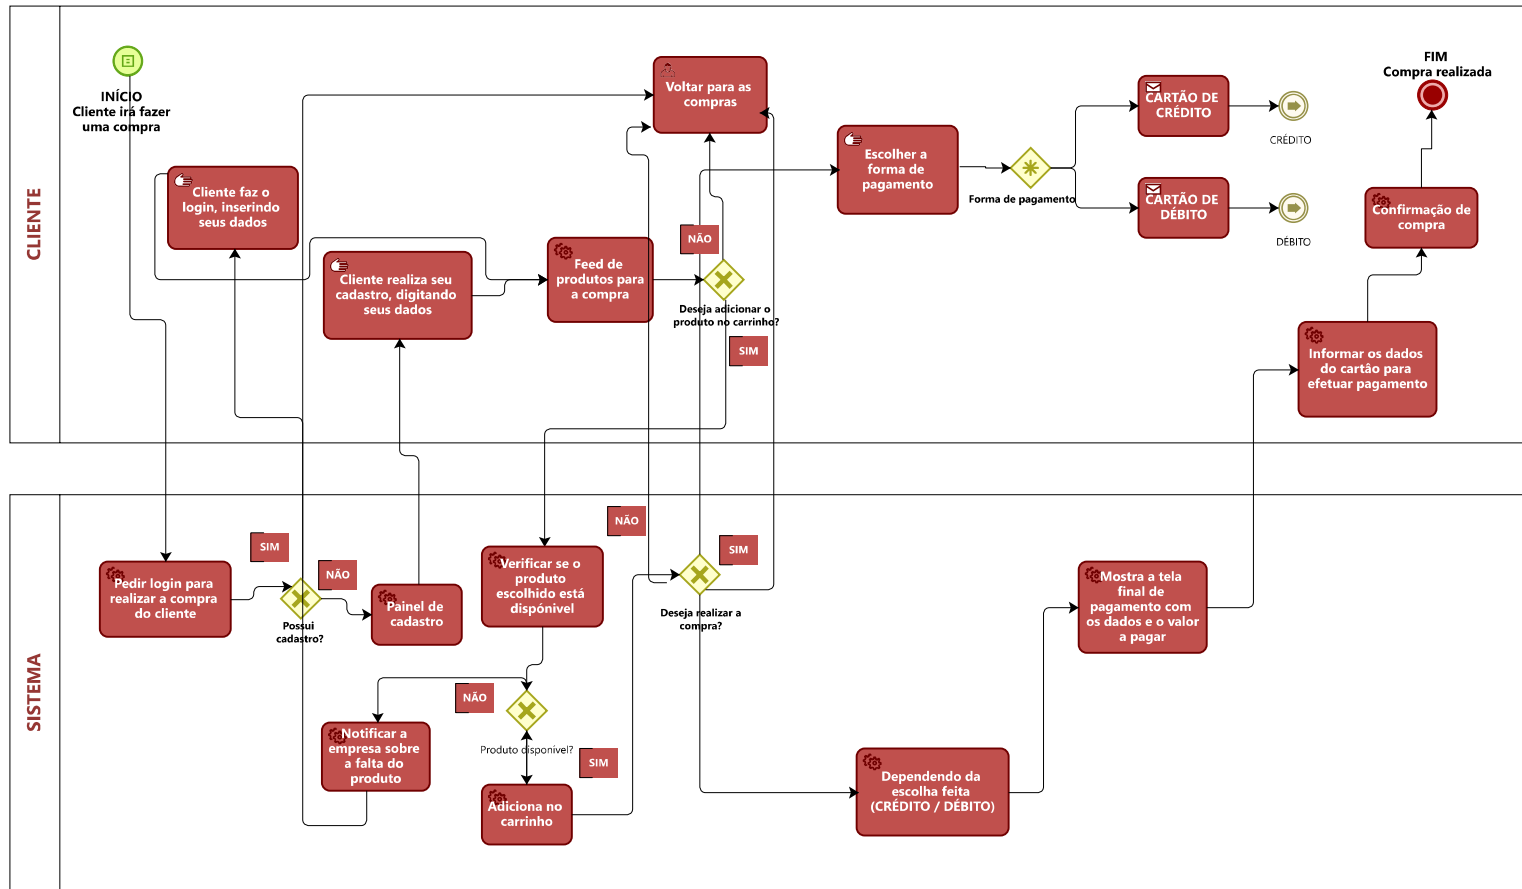 CLIENTE
INÍCIO
Cliente irá fazer
uma compra
Cliente faz o
login, inserindo
seus dados
Cliente realiza seu
cadastro, digitando
seus dados
Feed de
produtos para
a compra
Voltar para as
compras
NÃO
Deseja adicionar o
produto no carrinho?
SIM
Escolher a
forma de
pagamento
Forma de pagamento
CARTÃO DE
CRÉDITO
CRÉDITO
CARTÃO DE
DÉBITO
DÉBITO
FIM
Compra realizada
Confirmação de
compra
Informar os dados
do cartâo para
efetuar pagamento
SISTEMA
Pedir login para
realizar a compra
do cliente
SIM
NÃO
Possui
cadastro?
Painel de
cadastro
Verificar se o
produto
escolhido está
dispónivel
NÃO
SIM
Deseja realizar a
compra?
NÃO
Produto disponivel?
SIM
Notificar a
empresa sobre
a falta do
produto
Adiciona no
carrinho
Dependendo da
escolha feita
(CRÉDITO / DÉBITO)
Mostra a tela
final de
pagamento com
os dados e o valor
a pagar